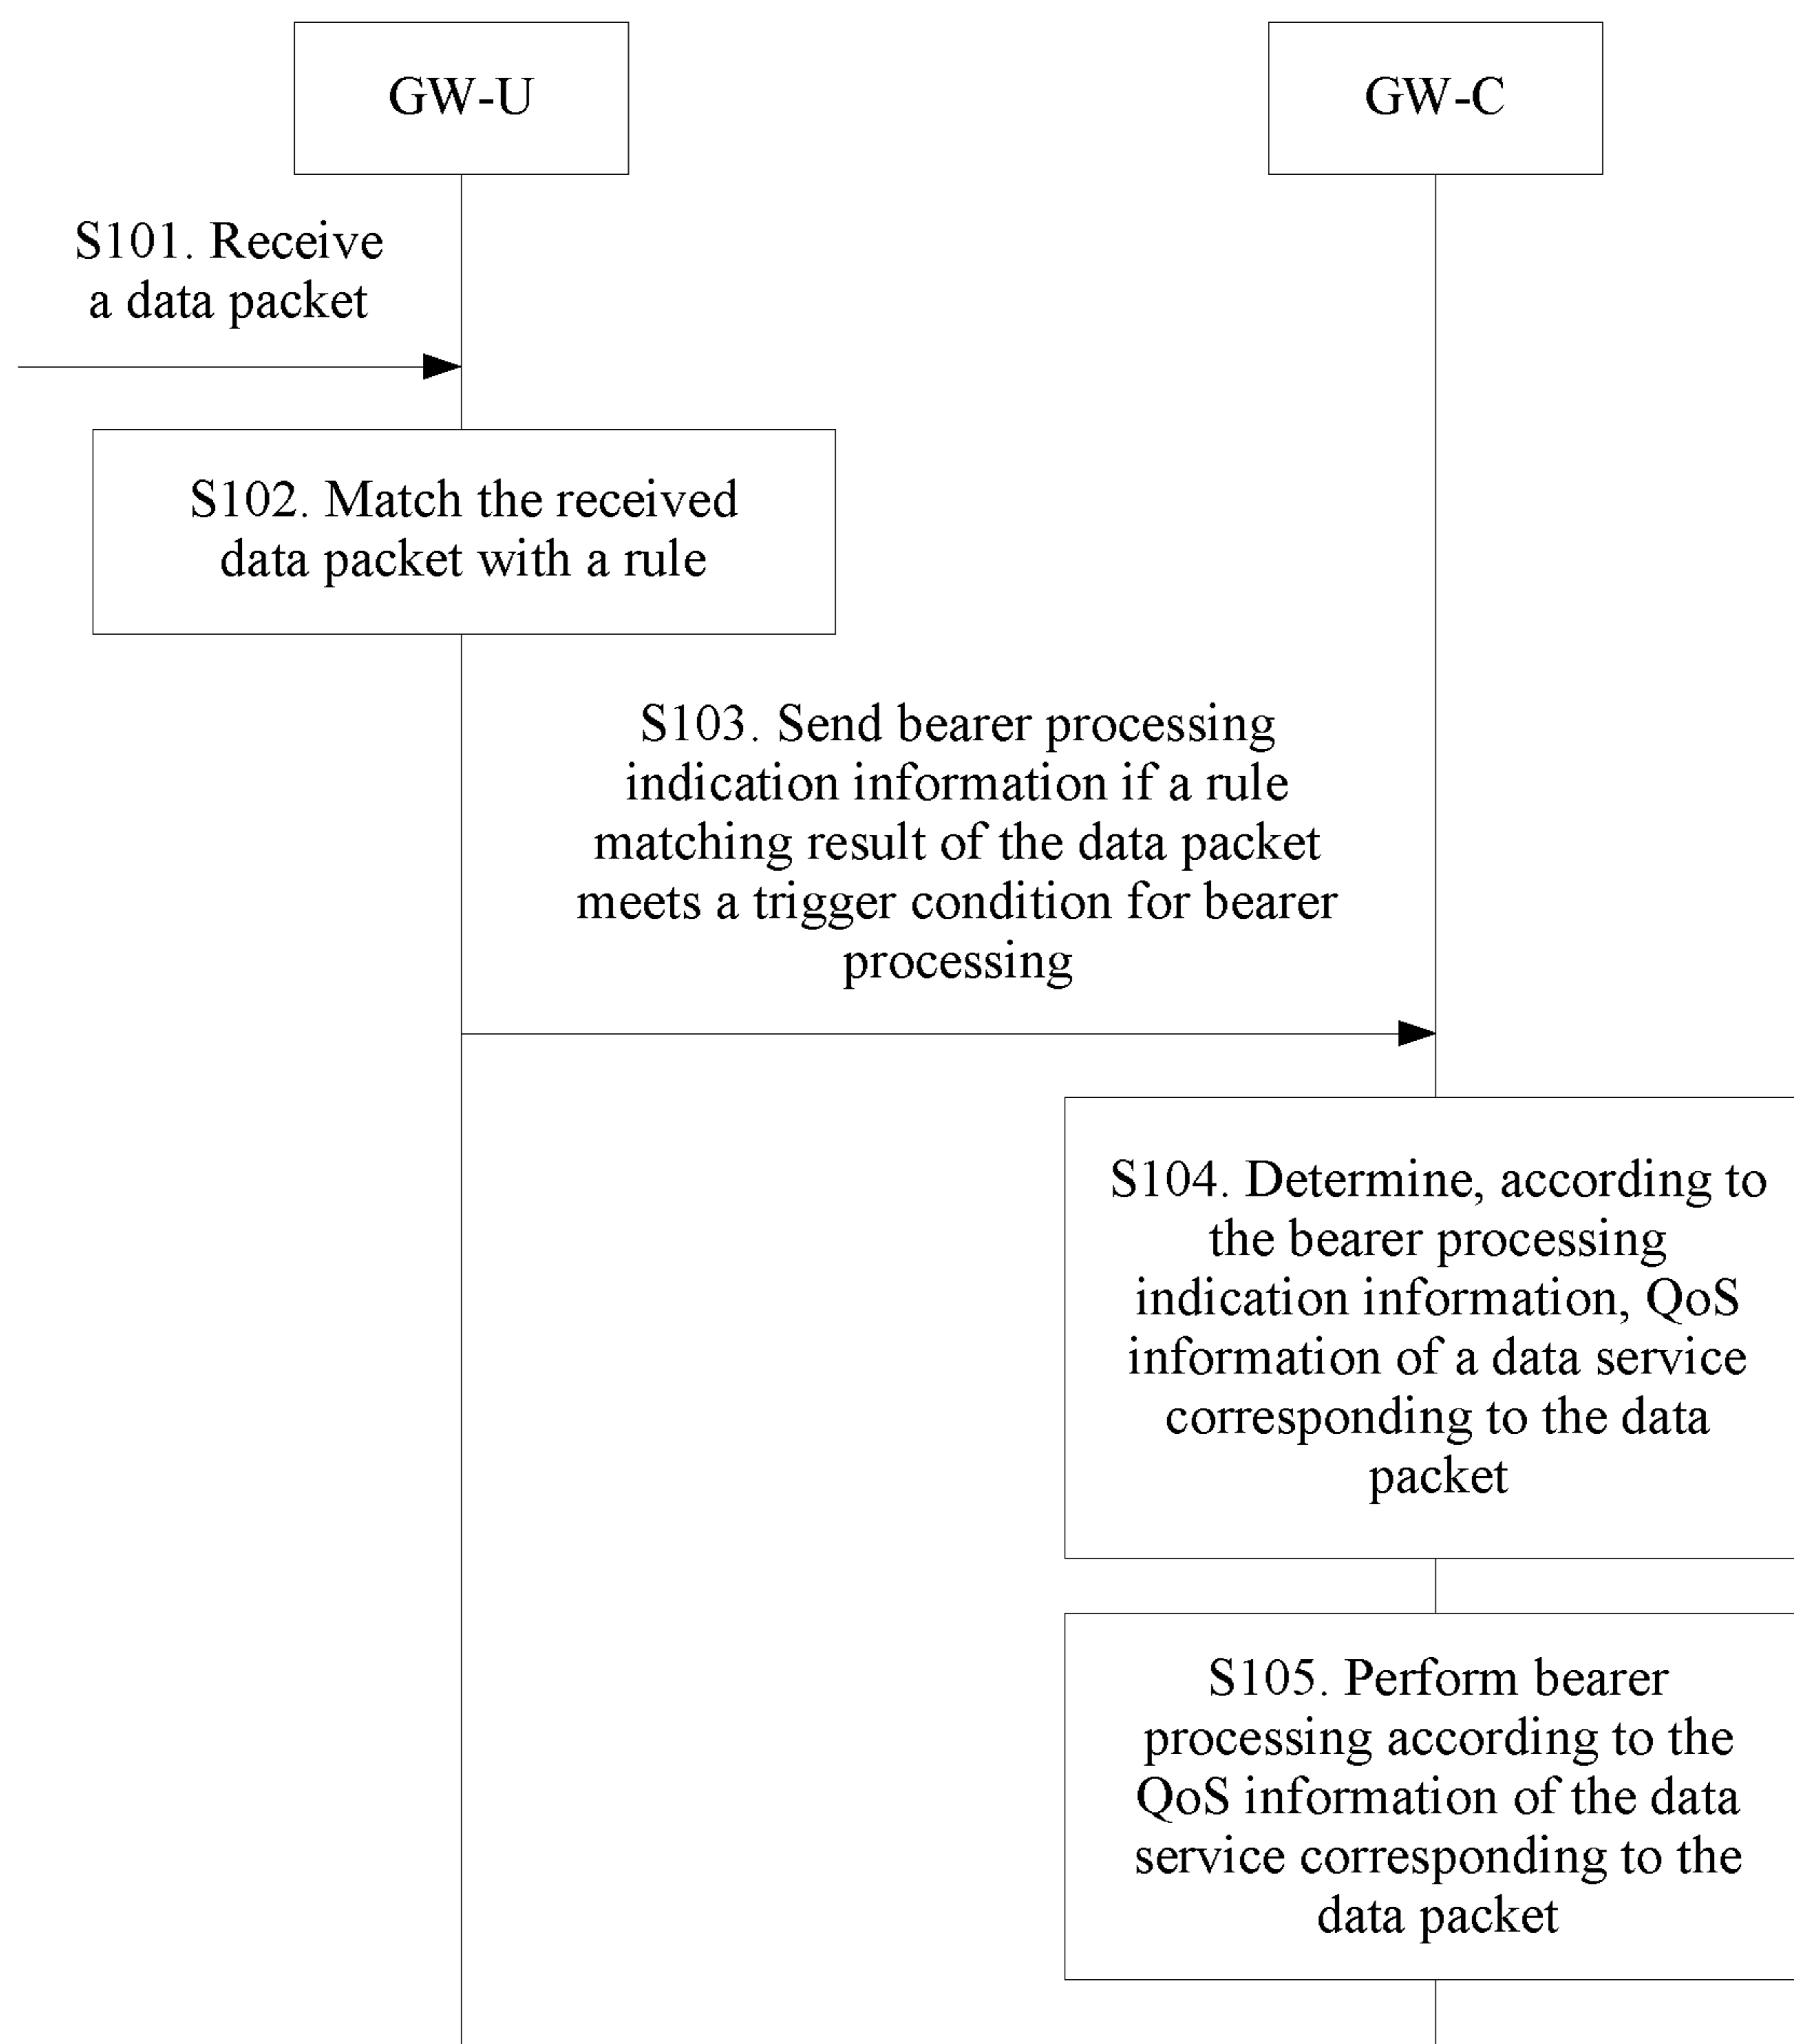 GW-U
GW-C
S101. Receive
a data packet
S102. Match the received
data packet with a rule
S103. Send bearer processing
indication information if a rule
matching result of the data packet
meets a trigger condition for bearer
processing
S104. Determine, according to
the bearer processing
indication information, QoS
information of a data service
corresponding to the data
packet
S105. Perform bearer
processing according to the
QoS information of the data
service corresponding to the
data packet